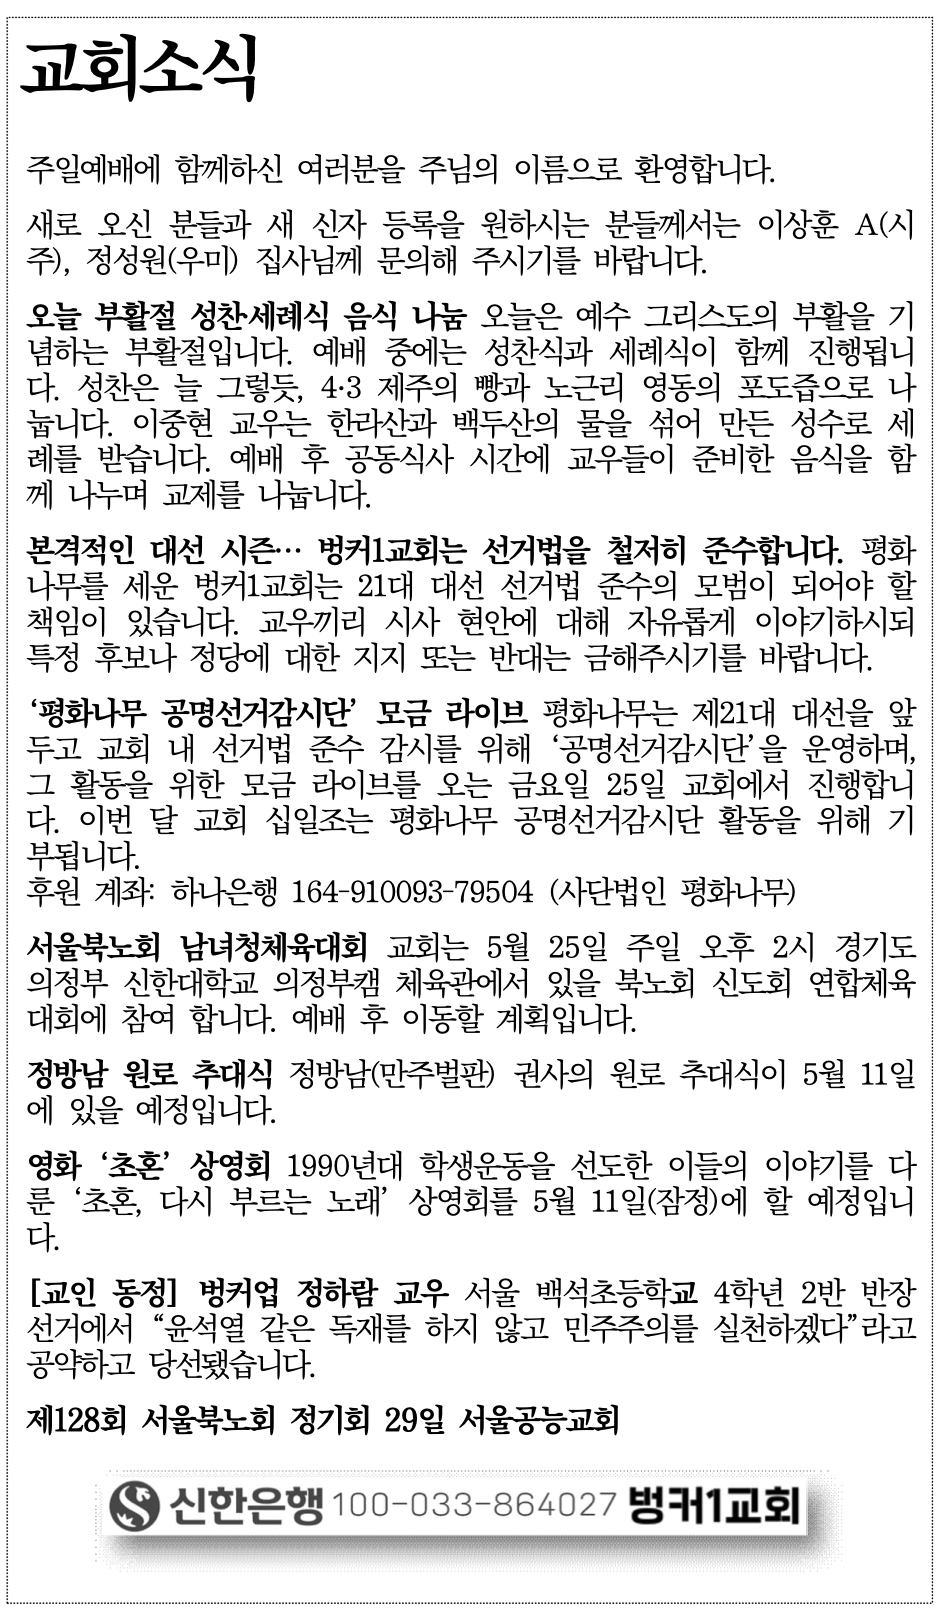 교회소식
주일예배에 함께하신 여러분을 주님의 이름으로 환영합니다.
새로 오신 분들과 새 신자 등록을 원하시는 분들께서는 이상훈 A(시
주), 정성원(우미) 집사님께 문의해 주시기를 바랍니다.
오늘 부활절 성찬·세례식 음식 나눔 오늘은 예수 그리스도의 부활을 기
념하는 부활절입니다. 예배 중에는 성찬식과 세례식이 함께 진행됩니
다. 성찬은 늘 그렇듯, 4·3 제주의 빵과 노근리 영동의 포도즙으로 나
눕니다. 이중현 교우는 한라산과 백두산의 물을 섞어 만든 성수로 세
례를 받습니다. 예배 후 공동식사 시간에 교우들이 준비한 음식을 함
께 나누며 교제를 나눕니다.
본격적인 대선 시즌… 벙커1교회는 선거법을 철저히 준수합니다. 평화
나무를 세운 벙커1교회는 21대 대선 선거법 준수의 모범이 되어야 할
책임이 있습니다. 교우끼리 시사 현안에 대해 자유롭게 이야기하시되
특정 후보나 정당에 대한 지지 또는 반대는 금해주시기를 바랍니다.
‘평화나무 공명선거감시단’ 모금 라이브 평화나무는 제21대 대선을 앞
두고 교회 내 선거법 준수 감시를 위해 ‘공명선거감시단’을 운영하며,
그 활동을 위한 모금 라이브를 오는 금요일 25일 교회에서 진행합니
다. 이번 달 교회 십일조는 평화나무 공명선거감시단 활동을 위해 기
부됩니다.
후원 계좌: 하나은행 164-910093-79504 (사단법인 평화나무)
서울북노회 남녀청체육대회 교회는 5월 25일 주일 오후 2시 경기도
의정부 신한대학교 의정부캠 체육관에서 있을 북노회 신도회 연합체육
대회에 참여 합니다. 예배 후 이동할 계획입니다.
정방남 원로 추대식 정방남(만주벌판) 권사의 원로 추대식이 5월 11일
에 있을 예정입니다.
영화 ‘초혼’ 상영회 1990년대 학생운동을 선도한 이들의 이야기를 다
룬 ‘초혼, 다시 부르는 노래’ 상영회를 5월 11일(잠정)에 할 예정입니
다.
[교인 동정] 벙커업 정하람 교우 서울 백석초등학교 4학년 2반 반장
선거에서 “윤석열 같은 독재를 하지 않고 민주주의를 실천하겠다”라고
공약하고 당선됐습니다.
제128회 서울북노회 정기회 29일 서울공능교회
신한은행 100-033-864027 벙커1교회